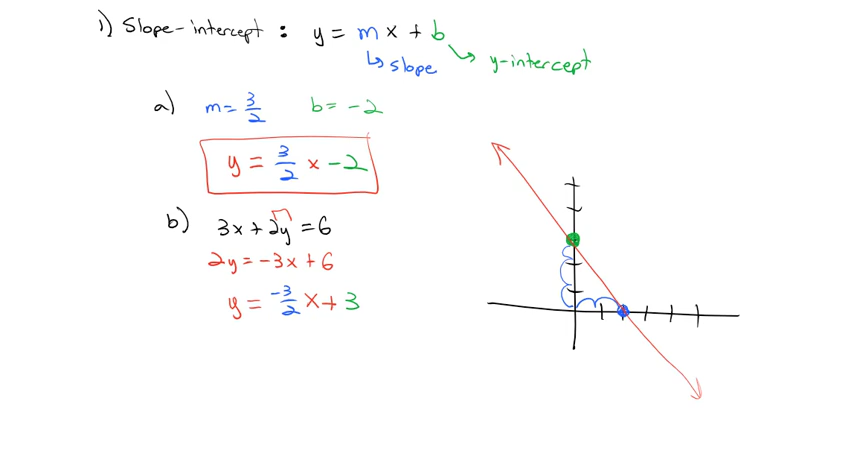 1) Slope-intercept : y = mx + b
↳ slope
↳ y-intercept
a) m = 3/2 b = -2
y = 3/2 x - 2
b) 3x + 2y = 6
2y = -3x + 6
y = -3/2 x + 3